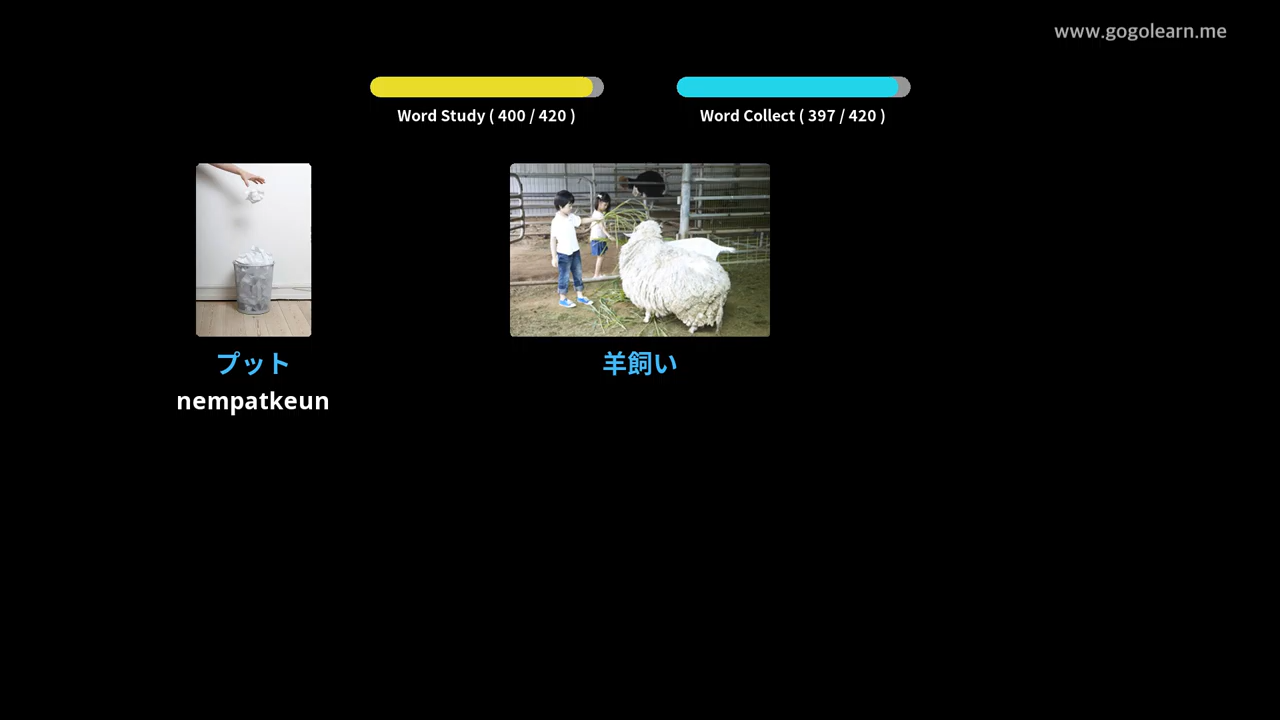 www.gogolearn.me
Word Study ( 400 / 420 )
Word Collect ( 397 / 420 )
プット
羊飼い
nempatkeun